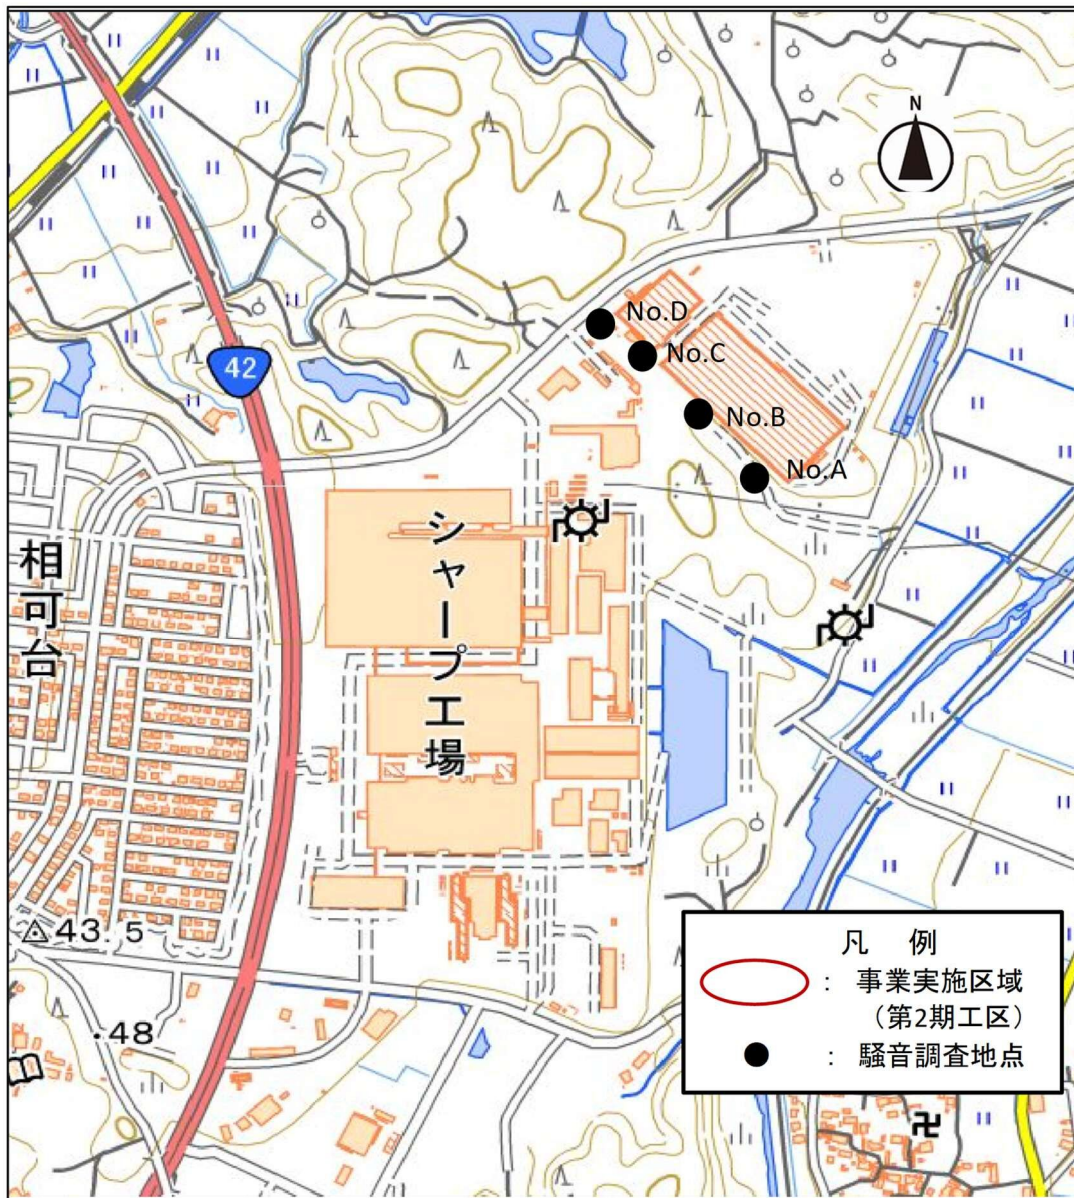 N
No.D
No.C
No.B
No.A
42
シャープ工場
相可台
43.5
48
凡 例
： 事業実施区域
（第2期工区）
： 騒音調査地点